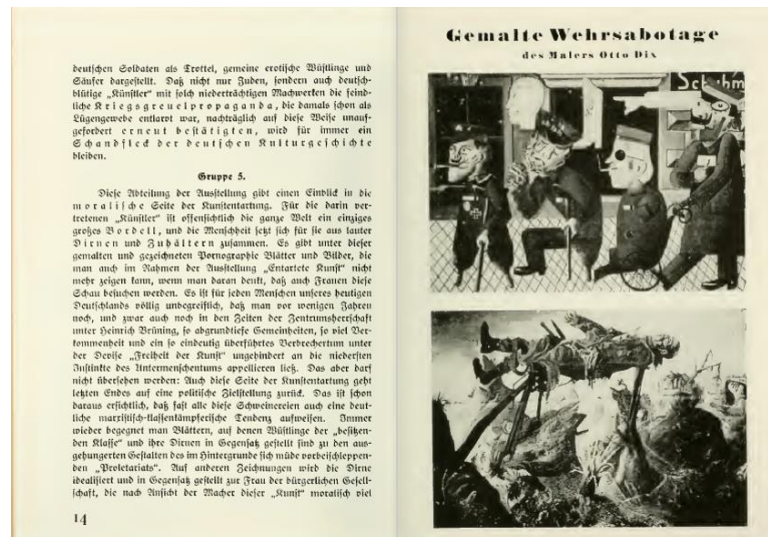 deutschen Soldaten als Trottel, gemeine erotische Wüstlinge und
Säufer dargestellt. Daß nicht nur Juden, sondern auch deutsch-
blütige „Künstler“ mit solch niederträchtigen Machwerken die feind-
liche Kriegsgreuelpropaganda, die damals schon als
Lügengewebe entlarvt war, nachträglich auf diese Weise unauf-
gefordert erneut bestätigten, wird für immer ein
Schandfleck der deutschen Kulturgeschichte
bleiben.
Gruppe 5.
Diese Abteilung der Ausstellung gibt einen Einblick in die
moralische Seite der Kunstentartung. Für die darin ver-
tretenen „Künstler“ ist offensichtlich die ganze Welt ein einziges
großes Bordell, und die Menschheit setzt sich für sie aus lauter
Dirnen und Zuhältern zusammen. Es gibt unter dieser
gemalten und gezeichneten Pornographie Blätter und Bilder, die
man auch im Rahmen der Ausstellung „Entartete Kunst“ nicht
mehr zeigen kann, wenn man daran denkt, daß auch Frauen diese
Schau besuchen werden. Es ist für jeden Menschen unseres heutigen
Deutschlands völlig unbegreiflich, daß man vor wenigen Jahren
noch, und zwar auch noch in den Zeiten der Zentrumsherrschaft
unter Heinrich Brüning, so abgrundtiefe Gemeinheiten, so viel Ver-
kommenheit und ein so eindeutig überführtes Verbrechertum unter
der Devise „Freiheit der Kunst“ ungehindert an die niedersten
Instinkte des Untermenschentums appellieren ließ. Das aber darf
nicht übersehen werden: Auch diese Seite der Kunstentartung geht
letzten Endes auf eine politische Zielstellung zurück. Das ist schon
daraus ersichtlich, daß fast alle diese Schweinereien auch eine deut-
liche marxistisch-klassenkämpferische Tendenz aufweisen. Immer
wieder begegnet man Blättern, auf denen Wüstlinge der „besitzen-
den Klasse“ und ihre Dirnen in Gegensatz gestellt sind zu den aus-
gehungerten Gestalten des im Hintergrunde sich müde vorbeischleppen-
den „Proletariats“. Auf anderen Zeichnungen wird die Dirne
idealisiert und in Gegensatz gestellt zur Frau der bürgerlichen Gesell-
schaft, die nach Ansicht der Macher dieser „Kunst“ moralisch viel
14
Gemalte Wehrsabotage
des Malers Otto Dix
Schuhm